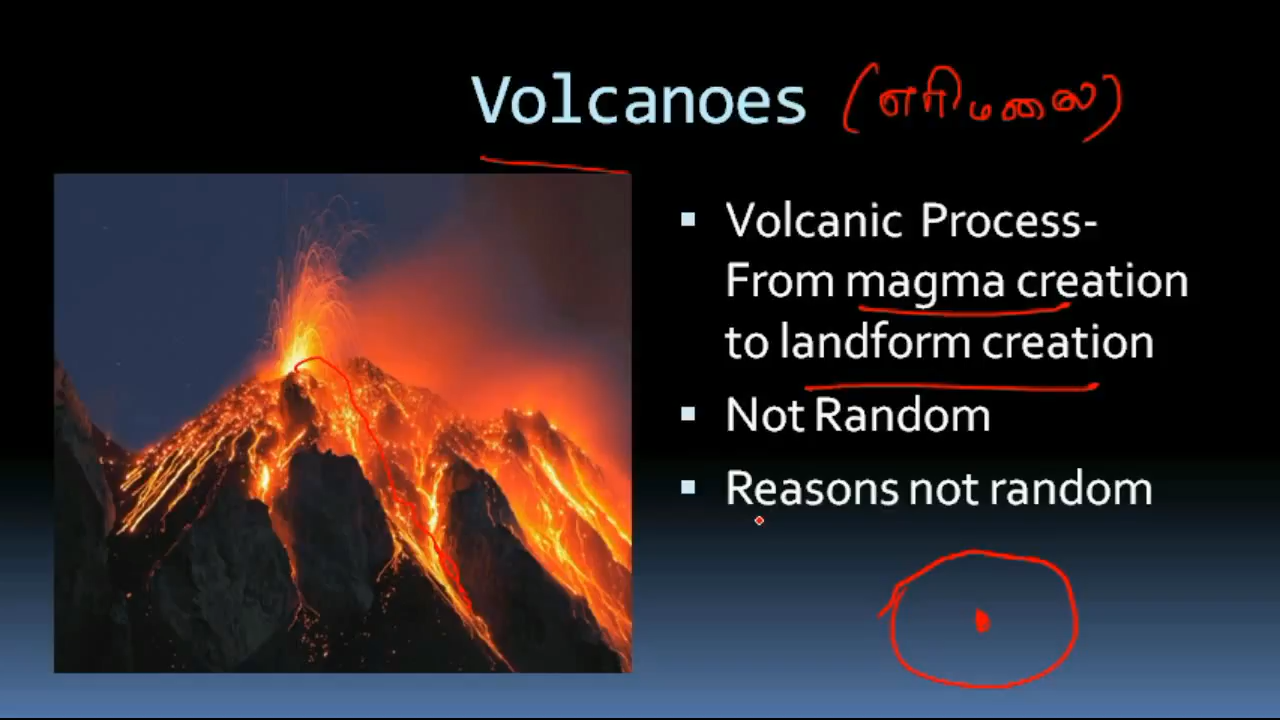 Volcanoes (எரிமலை)
Volcanic Process-
From magma creation
to landform creation
Not Random
Reasons not random